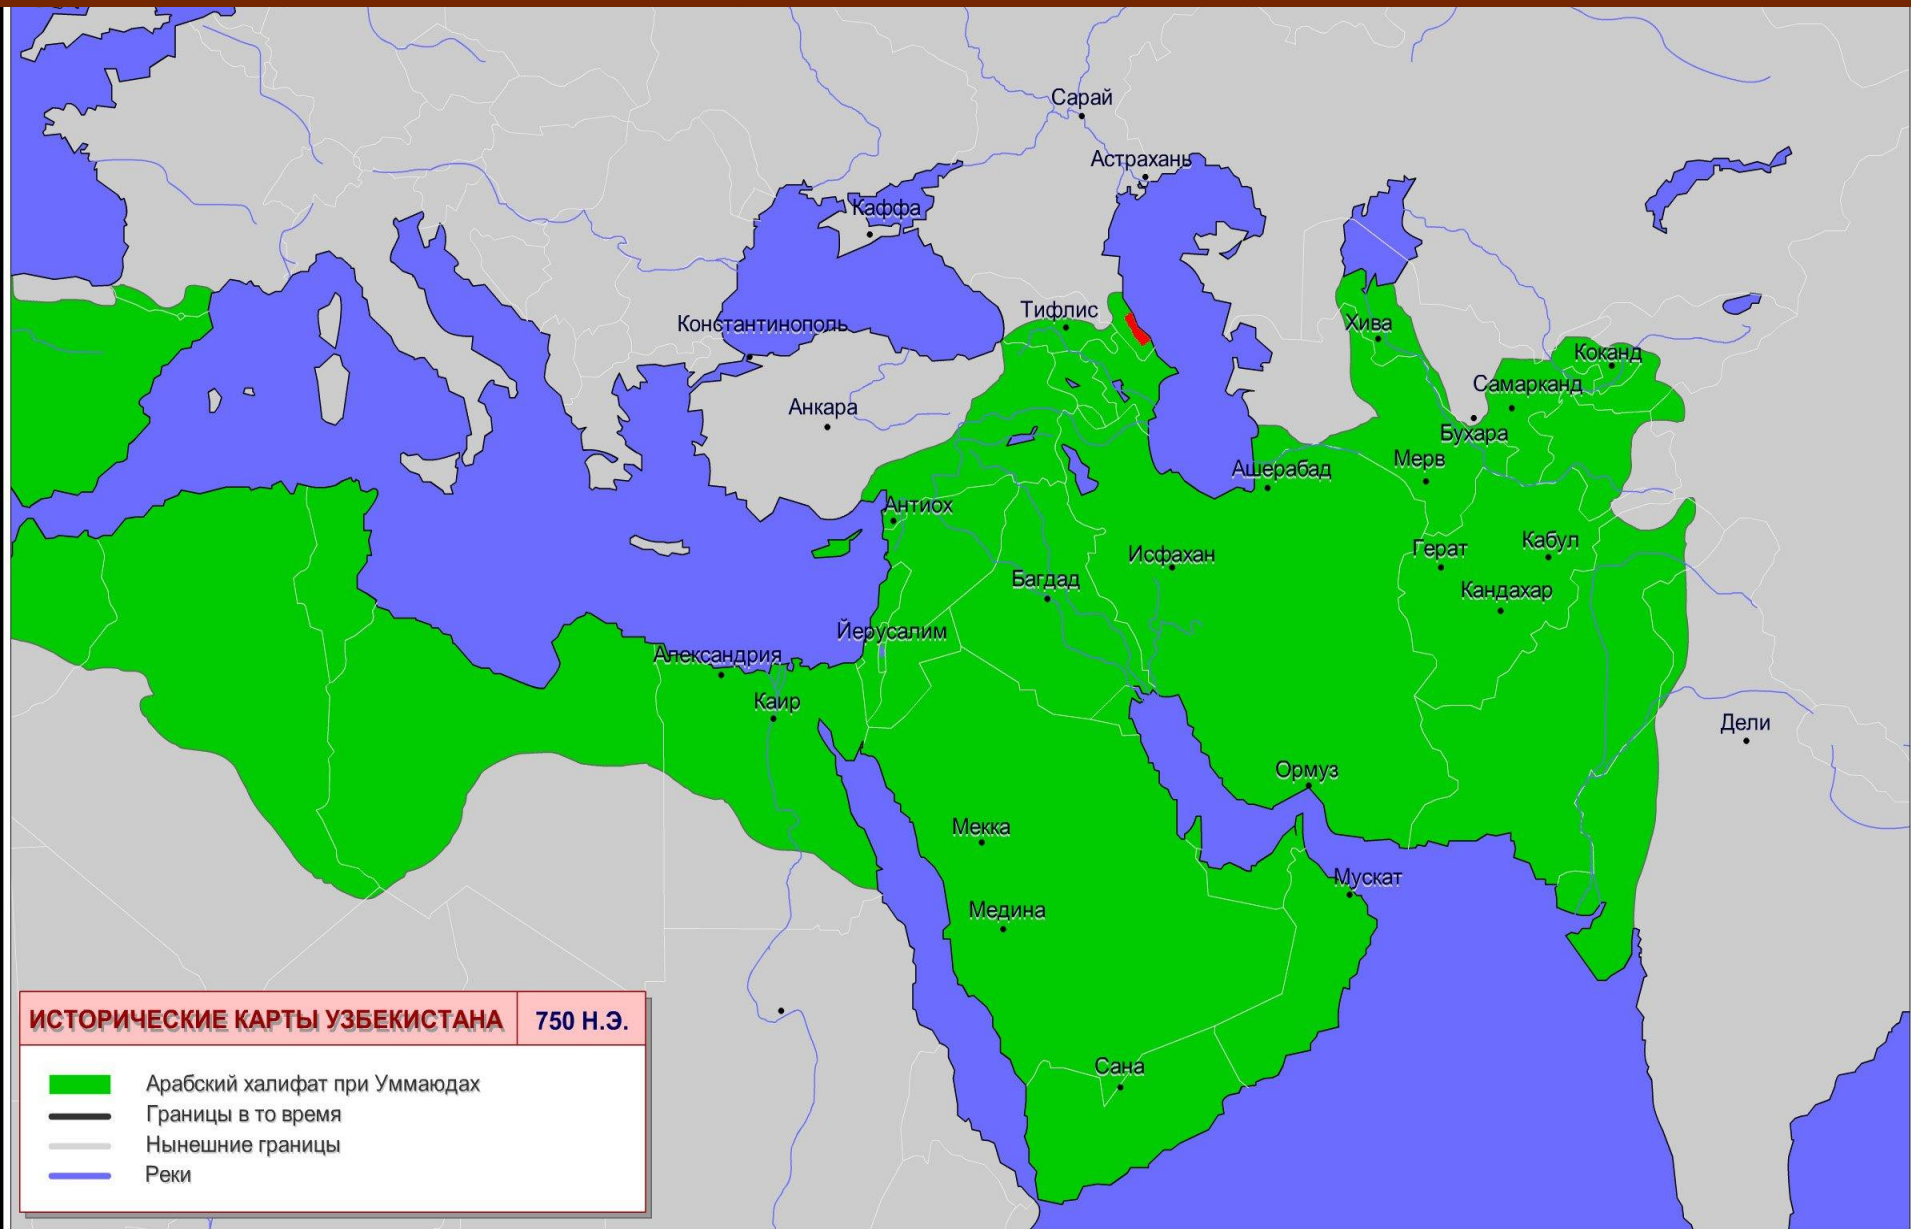 Сарай
Астрахань
Каффа
Тифлис
Константинополь
Хива
Коканд
Самарканд
Анкара
Бухара
Мерв
Ашерабад
Антиох
Исфахан
Герат
Кабул
Багдад
Кандахар
Йерусалим
Александрия
Каир
Дели
Ормуз
Мекка
Мускат
Медина
Сана
ИСТОРИЧЕСКИЕ КАРТЫ УЗБЕКИСТАНА 750 Н.Э.
Арабский халифат при Уммаюдах
Границы в то время
Нынешние границы
Реки